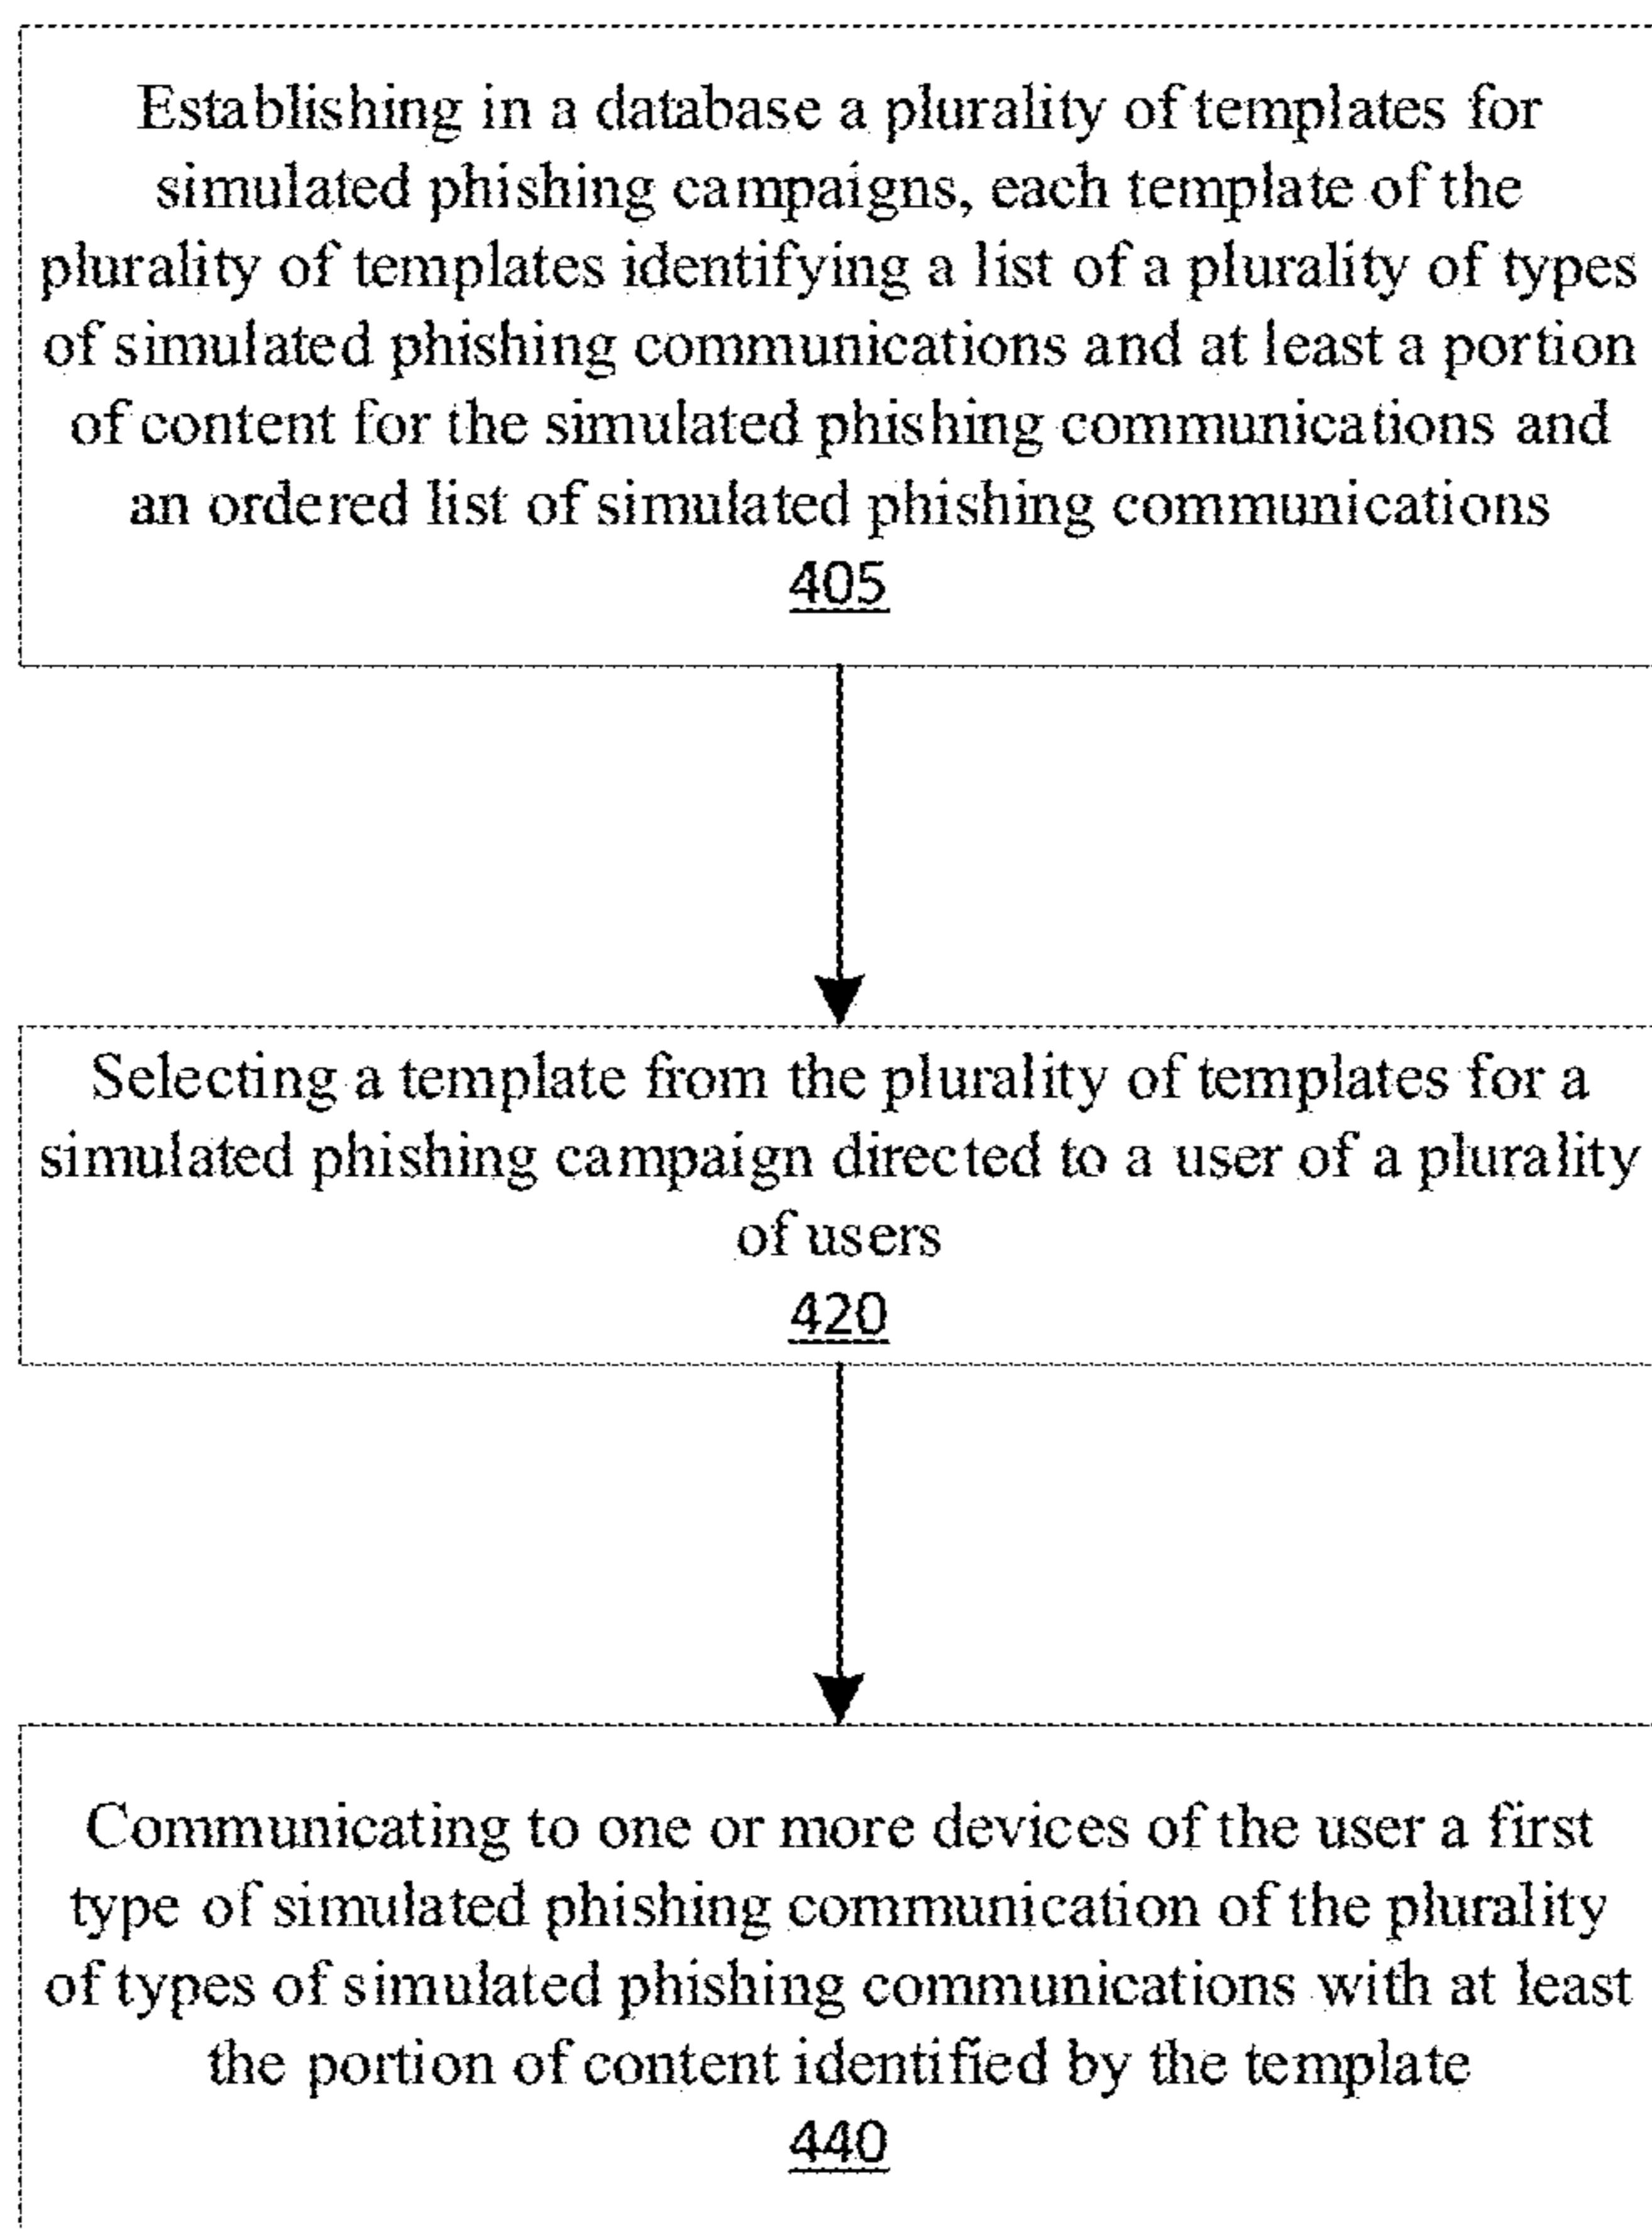 Establishing in a database a plurality of templates for
simulated phishing campaigns, each template of the
plurality of templates identifying a list of a plurality of types
of simulated phishing communications and at least a portion
of content for the simulated phishing communications and
an ordered list of simulated phishing communications
405
Selecting a template from the plurality of templates for a
simulated phishing campaign directed to a user of a plurality
of users
420
Communicating to one or more devices of the user a first
type of simulated phishing communication of the plurality
of types of simulated phishing communications with at least
the portion of content identified by the template
440